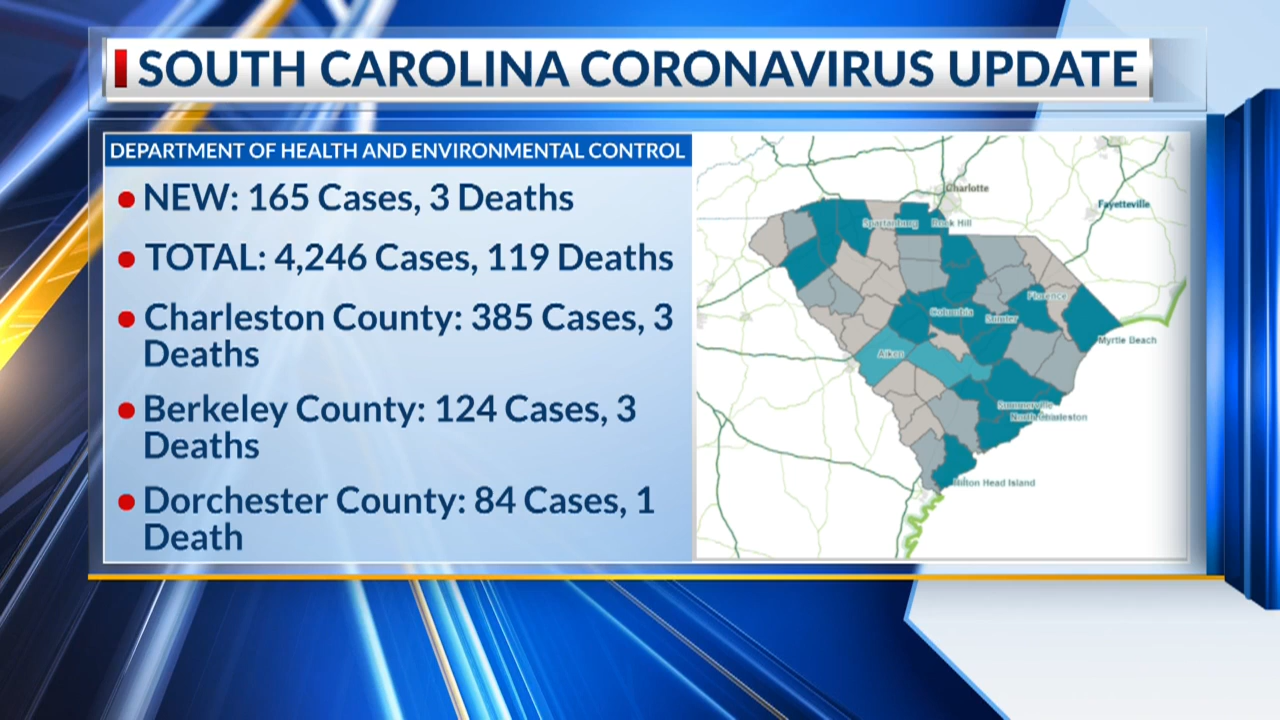 SOUTH CAROLINA CORONAVIRUS UPDATE
DEPARTMENT OF HEALTH AND ENVIRONMENTAL CONTROL
NEW: 165 Cases, 3 Deaths
TOTAL: 4,246 Cases, 119 Deaths
Charleston County: 385 Cases, 3
Deaths
Berkeley County: 124 Cases, 3
Deaths
Dorchester County: 84 Cases, 1
Death
Charlotte
Fayetteville
Spartanburg
Rock Hill
Florence
Columbia
Sumter
Myrtle Beach
Aiken
Summerville
North Charleston
Hilton Head Island